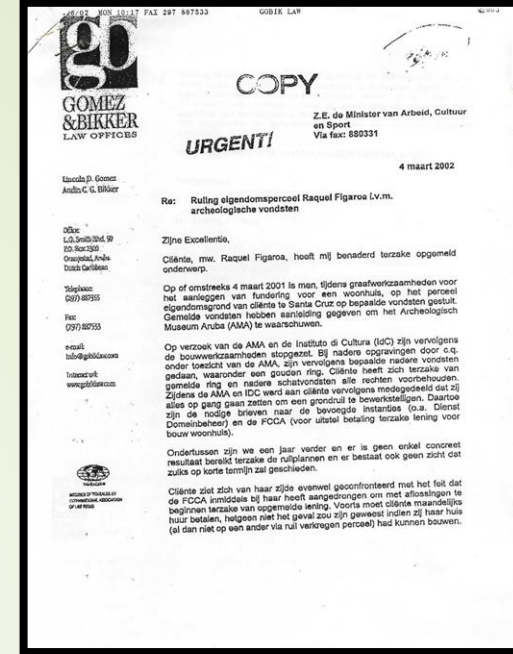 /02 MON 10:17 FAX 297 887533 GOBIK LAW
gb
GOMEZ
&BIKKER
LAW OFFICES
COPY
Z.E. de Minister van Arbeid, Cultuur
en Sport
Via fax: 880331
URGENT!
4 maart 2002
Lincoln D. Gomez
Andin C. G. Bikker
Re: Ruling eigendomsperceel Raquel Figaroa i.v.m.
archeologische vondsten
Office:
L.G. Smith Blvd. 50
P.O. Box
Oranjestad, Aruba
Dutch Caribbean
Zijne Excellentie,
Cliënte, mw. Raquel Figaroa, heeft mij benaderd terzake opgemeld
onderwerp.
Telephone:
(297) 887355
Fax:
(297) 887533
e-mail:
info@gobiklaw.com
Internet/url:
www.gobiklaw.com
Op of omstreeks 4 maart 2001 is men, tijdens graafwerkzaamheden voor
het aanleggen van fundering voor een woonhuis, op het perceel
eigendomsgrond van cliënte te Santa Cruz op bepaalde vondsten gestuit.
Gemelde vondsten hebben aanleiding gegeven om het Archeologisch
Museum Aruba (AMA) te waarschuwen.
Op verzoek van de AMA en de Instituto di Cultura (IdC) zijn vervolgens
de bouwwerkzaamheden stopgezet. Bij nadere opgravingen door c.q.
onder toezicht van de AMA, zijn vervolgens bepaalde nadere vondsten
gedaan, waaronder een gouden ring. Cliënte heeft zich terzake van
gemelde ring en nadere schatvondsten alle rechten voorbehouden.
Zijdens de AMA en IDC werd aan cliënte vervolgens medegedeeld dat zij
alles op gang gaan zetten om een grondruil te bewerkstelligen. Daartoe
zijn de nodige brieven naar de bevoegde instanties (o.a. Dienst
Domeinbeheer) en de FCCA (voor uitstel betaling terzake lening voor
bouw woonhuis).
Ondertussen zijn we een jaar verder en er is geen enkel concreet
resultaat bereikt terzake de ruilplannen en er bestaat ook geen zicht dat
zulks op korte termijn zal geschieden.
Cliënte ziet zich van haar zijde evenwel geconfronteerd met het feit dat
de FCCA inmiddels bij haar heeft aangedrongen om met aflossingen te
beginnen terzake van opgemelde lening. Voorts moet cliënte maandelijks
huur betalen, hetgeen niet het geval zou zijn geweest indien zij haar huis
(al dan niet op een ander via ruil verkregen perceel) had kunnen bouwen.